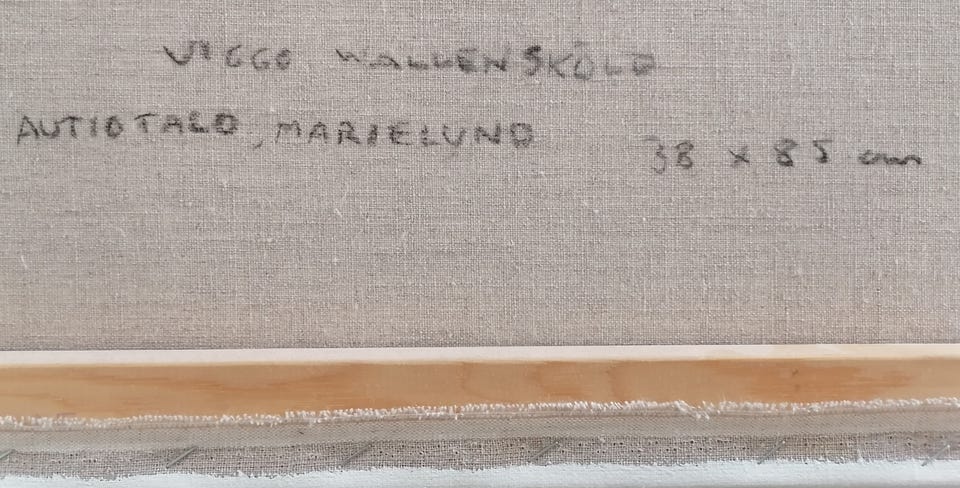 VIGGO WALLENSKÖLD
AUTIOTALO, MARIELUND
38 x 85 cm